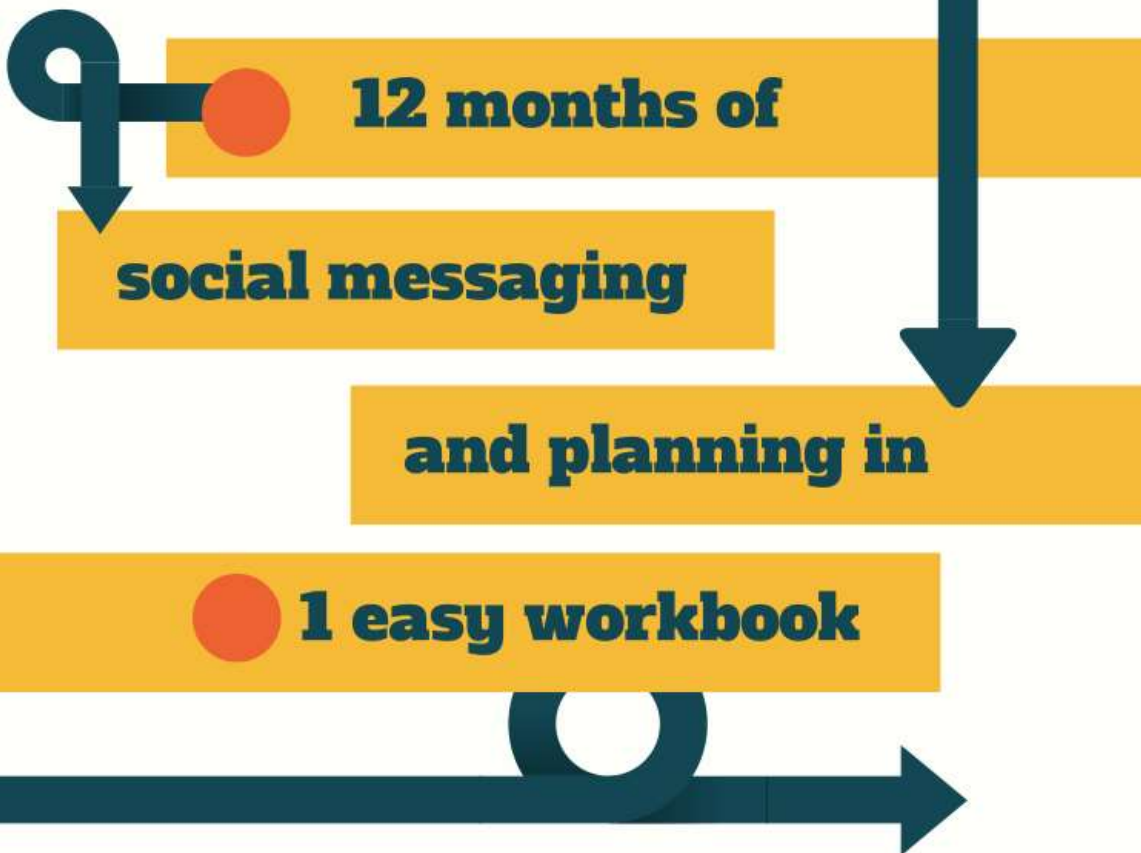 12 months of
social messaging
and planning in
1 easy workbook